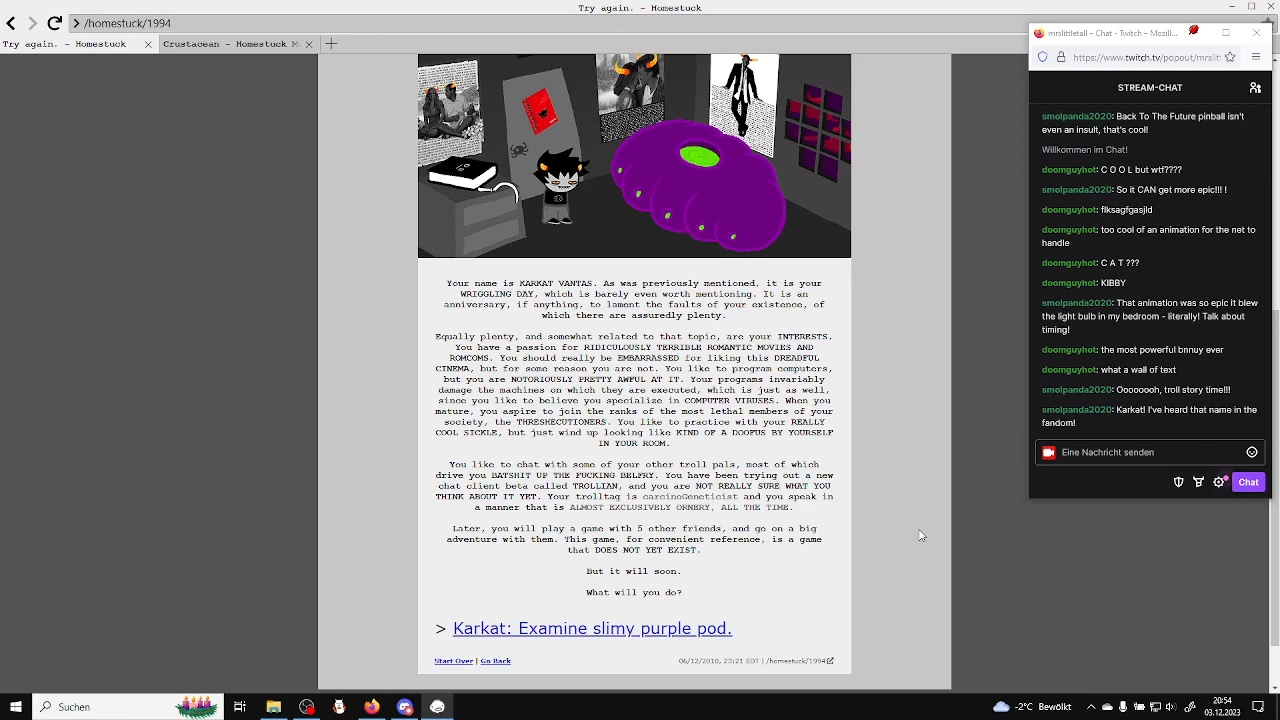 Try again. - Homestuck
/homestuck/1994
Try again. - Homestuck
Crustacean - Homestuck M
Your name is KARKAT VANTAS. As was previously mentioned, it is your
WRIGGLING DAY, which is barely even worth mentioning. It is an
anniversary, if anything, to lament the faults of your existence, of
which there are assuredly plenty.
Equally plenty, and somewhat related to that topic, are your INTERESTS.
You have a passion for RIDICULOUSLY TERRIBLE ROMANTIC MOVIES AND
ROMCOMS. You should really be EMBARRASSED for liking this DREADFUL
CINEMA, but for some reason you are not. You like to program computers,
but you are NOTORIOUSLY PRETTY AWFUL AT IT. Your programs invariably
damage the machines on which they are executed, which is just as well,
since you like to believe you specialize in COMPUTER VIRUSES. When you
mature, you aspire to join the ranks of the most lethal members of your
society, the THRESHECUTIONERS. You like to practice with your REALLY
COOL SICKLE, but just wind up looking like KIND OF A DOOFUS BY YOURSELF
IN YOUR ROOM.
You like to chat with some of your other troll pals, most of which
drive you BATSHIT UP THE FUCKING BELFRY. You have been trying out a new
chat client beta called TROLLIAN, and you are NOT REALLY SURE WHAT YOU
THINK ABOUT IT YET. Your trolltag is carcinoGeneticist and you speak in
a manner that is ALMOST EXCLUSIVELY ORNERY, ALL THE TIME.
Later, you will play a game with 5 other friends, and go on a big
adventure with them. This game, for convenient reference, is a game
that DOES NOT YET EXIST.
But it will soon.
What will you do?
> Karkat: Examine slimy purple pod.
Start Over | Go Back
06/12/2010, 23:21 EDT | /homestuck/1994
mrslittletall – Chat - Twitch – Mozill...
https://www.twitch.tv/popout/mrslit
STREAM-CHAT
smolpanda2020: Back To The Future pinball isn't
even an insult, that's cool!
Willkommen im Chat!
doomguyhot: C O O L but wtf????
smolpanda2020: So it CAN get more epic!!! !
doomguyhot: flksagfgasjld
doomguyhot: too cool of an animation for the net to
handle
doomguyhot: C A T ???
doomguyhot: KIBBY
smolpanda2020: That animation was so epic it blew
the light bulb in my bedroom - literally! Talk about
timing!
doomguyhot: the most powerful bnnuy ever
doomguyhot: what a wall of text
smolpanda2020: Oooooooh, troll story time!!!
smolpanda2020: Karkat! I've heard that name in the
fandom!
Eine Nachricht senden
Chat
Suchen
-2°C Bewölkt
20:54
03.12.2023